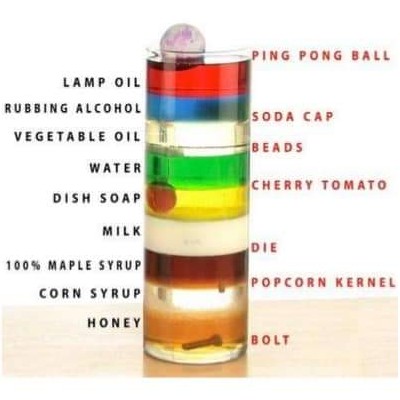 PING PONG BALL
LAMP OIL
RUBBING ALCOHOL
SODA CAP
VEGETABLE OIL
BEADS
WATER
CHERRY TOMATO
DISH SOAP
MILK
DIE
100% MAPLE SYRUP
POPCORN KERNEL
CORN SYRUP
HONEY
BOLT